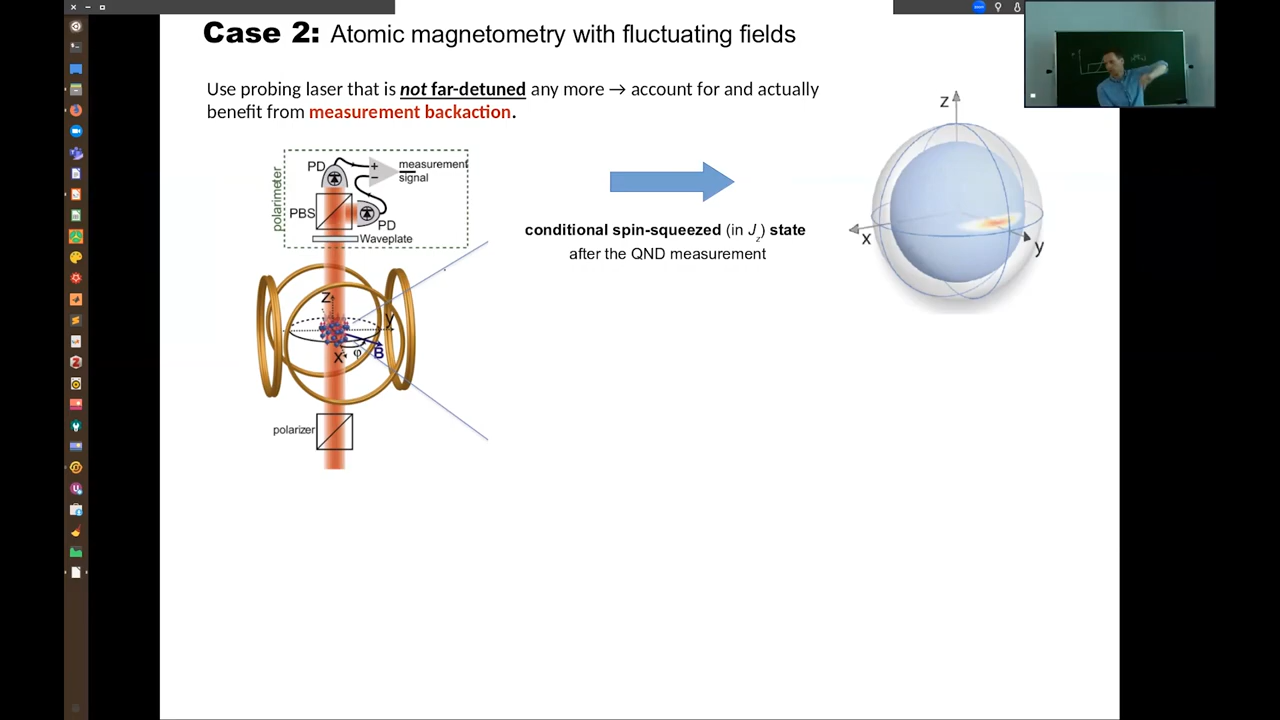 Case 2: Atomic magnetometry with fluctuating fields
Use probing laser that is not far-detuned any more → account for and actually
benefit from measurement backaction.
polarimeter
PD
+
−
measurement
signal
PBS
PD
Waveplate
z
y
x
φ
B
polarizer
conditional spin-squeezed (in Jz) state
after the QND measurement
z
x
y